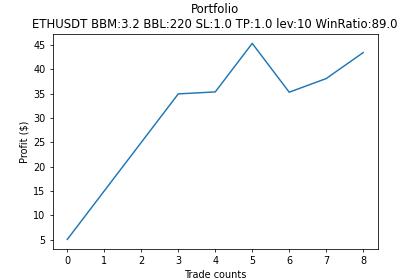 Portfolio
ETHUSDT BBM:3.2 BBL:220 SL:1.0 TP:1.0 lev:10 WinRatio:89.0
45
40
35
30
25
20
15
10
5
Profit ($)
0 1 2 3 4 5 6 7 8
Trade counts